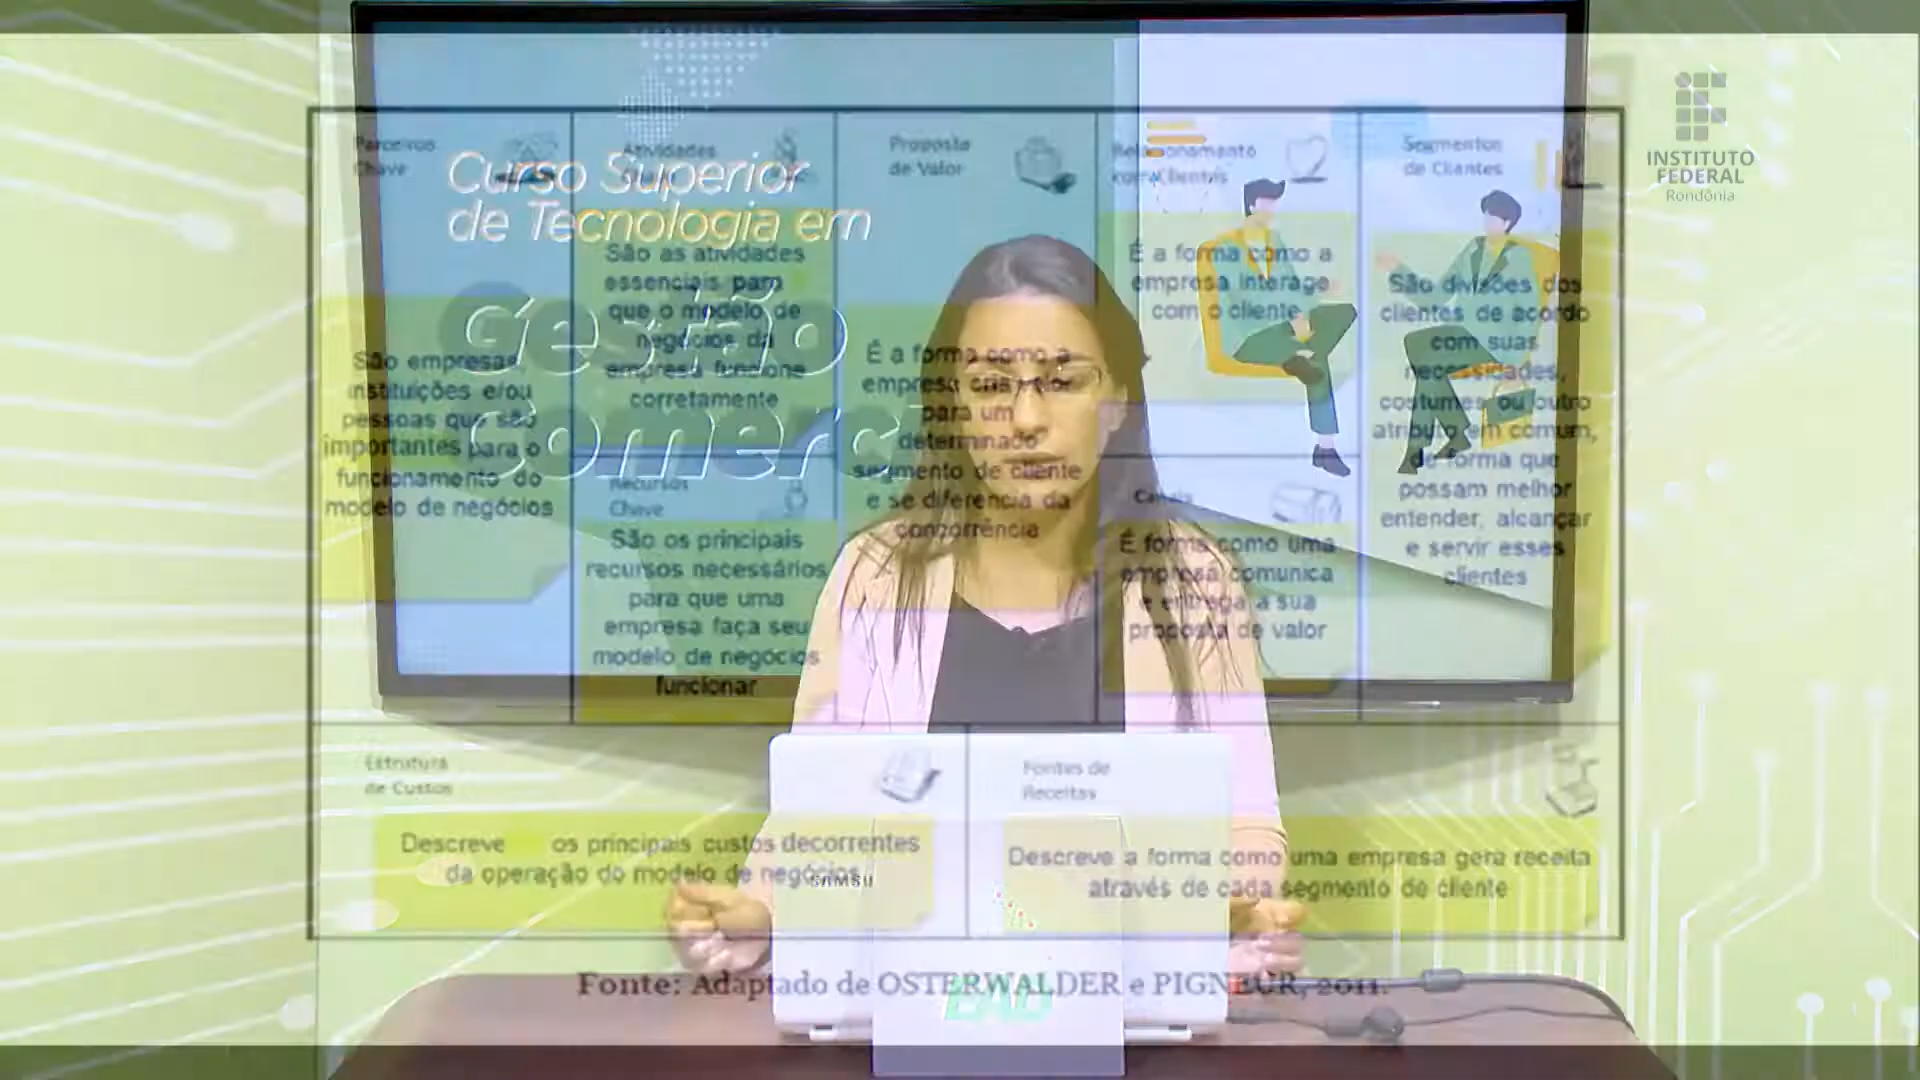 INSTITUTO
FEDERAL
Rondônia
Curso Superior
de Tecnologia em
Gestão
Comerc
Parceiros
Chave
São empresas
instituições e/ou
pessoas que são
importantes para o
funcionamento do
modelo de negócios
Atividades
São as atividades
essenciais para
que o modelo de
negócios da
empresa funcione
corretamente
Recursos
Chave
São os principais
recursos necessários
para que uma
empresa faça seu
modelo de negócios
funcionar
Proposta
de Valor
É a forma como a
empresa cria valor
para um
determinado
segmento de cliente
e se diferencia da
concorrência
Relacionamento
com Clientes
É a forma como a
empresa interage
com o cliente
Canais
É forma como uma
empresa comunica
e entrega a sua
proposta de valor
Segmentos
de Clientes
São divisões dos
clientes de acordo
com suas
necessidades,
costumes ou outro
atributo em comum,
de forma que
possam melhor
entender, alcançar
e servir esses
clientes
Estrutura
de Custos
Descreve os principais custos decorrentes
da operação do modelo de negócios
SAMSU
Fontes de
Receitas
Descreve a forma como uma empresa gera receita
através de cada segmento de cliente
Fonte: Adaptado de OSTERWALDER e PIGNEUR, 2011.
EAD